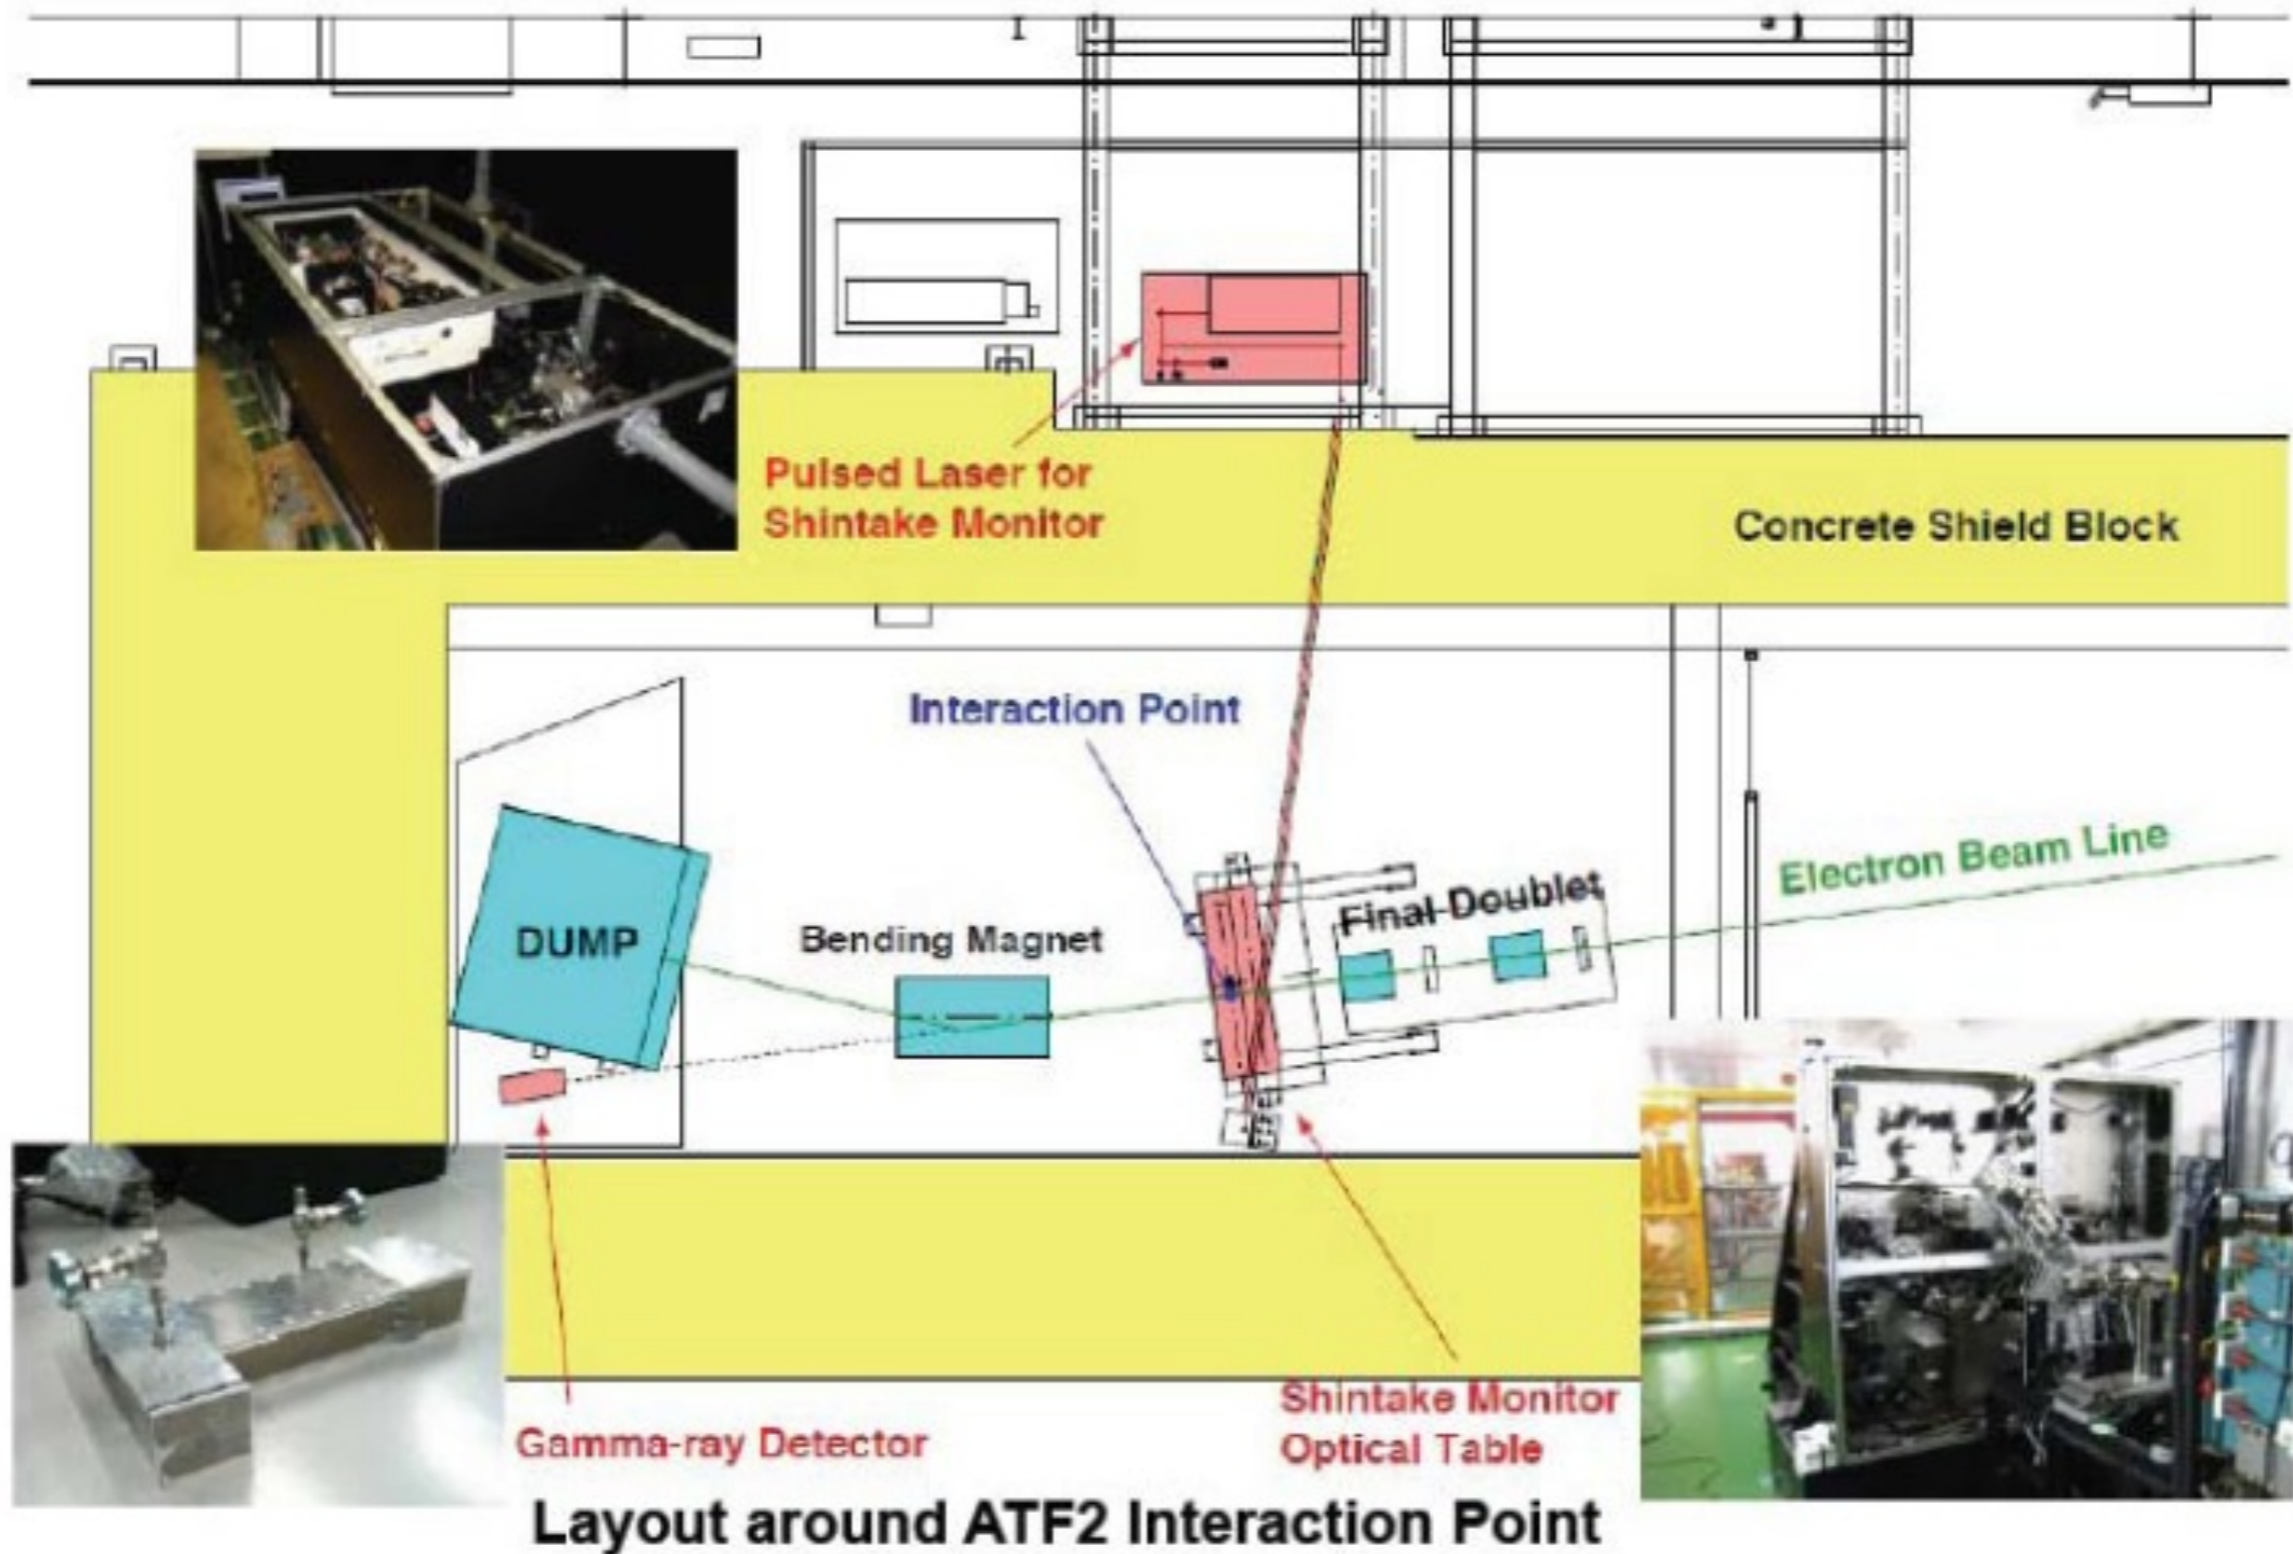 Pulsed Laser for
Shintake Monitor
Concrete Shield Block
Interaction Point
Electron Beam Line
Final Doublet
Bending Magnet
DUMP
Shintake Monitor
Optical Table
Gamma-ray Detector
Layout around ATF2 Interaction Point